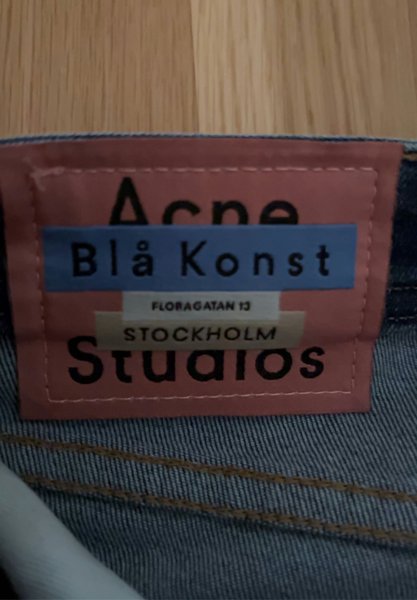 Acne
Blå Konst
FLORAGATAN 13
STOCKHOLM
Studios